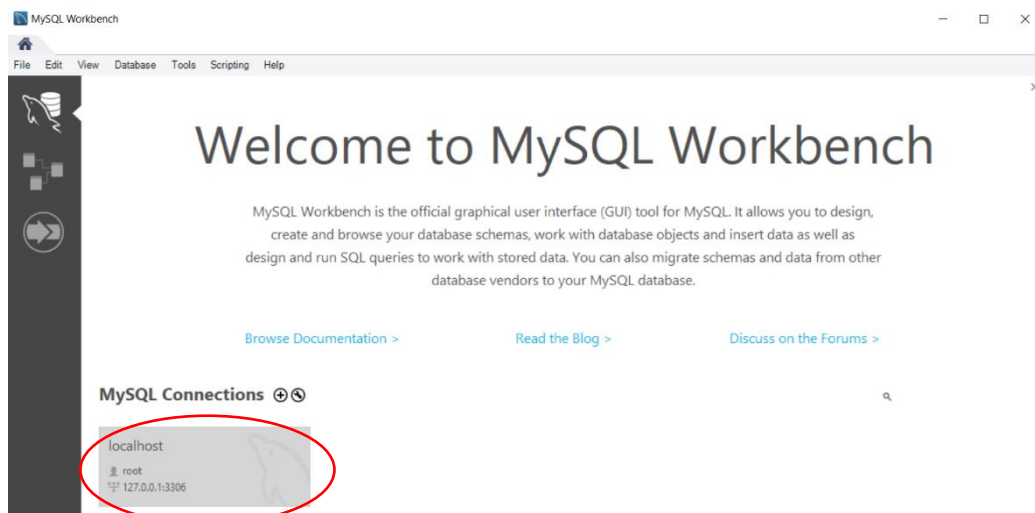 MySQL Workbench
File Edit View Database Tools Scripting Help
Welcome to MySQL Workbench
MySQL Workbench is the official graphical user interface (GUI) tool for MySQL. It allows you to design,
create and browse your database schemas, work with database objects and insert data as well as
design and run SQL queries to work with stored data. You can also migrate schemas and data from other
database vendors to your MySQL database.
Browse Documentation > Read the Blog > Discuss on the Forums >
MySQL Connections
localhost
root
127.0.0.1:3306